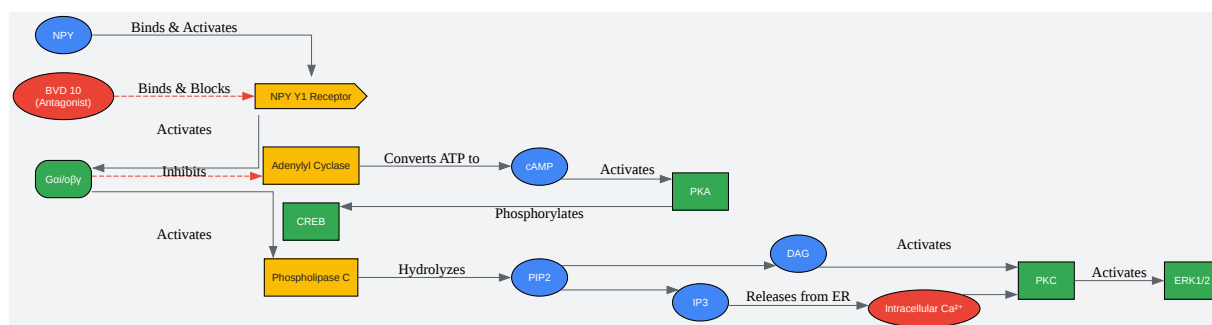 NPY
Binds & Activates
BVD 10
(Antagonist)
Binds & Blocks
NPY Y1 Receptor
Activates
Gαi/oβγ
Inhibits
Adenylyl Cyclase
Converts ATP to
cAMP
Activates
PKA
Phosphorylates
CREB
Activates
Phospholipase C
Hydrolyzes
PIP2
DAG
Activates
IP3
Releases from ER
Intracellular Ca²⁺
PKC
Activates
ERK1/2